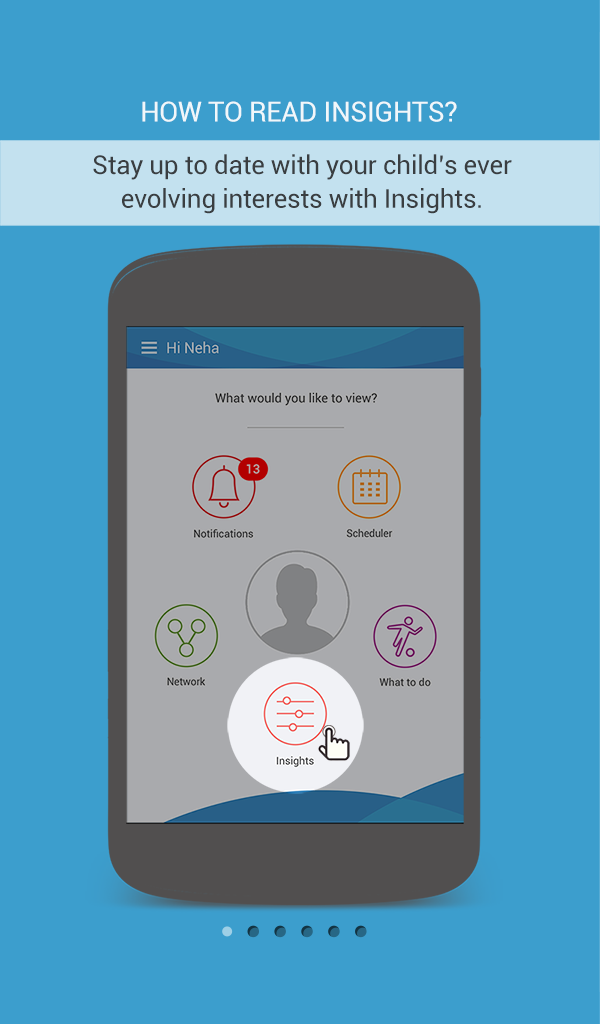 HOW TO READ INSIGHTS?
Stay up to date with your child's ever
evolving interests with Insights.
Hi Neha
What would you like to view?
13
Notifications
Scheduler
Network
What to do
Insights